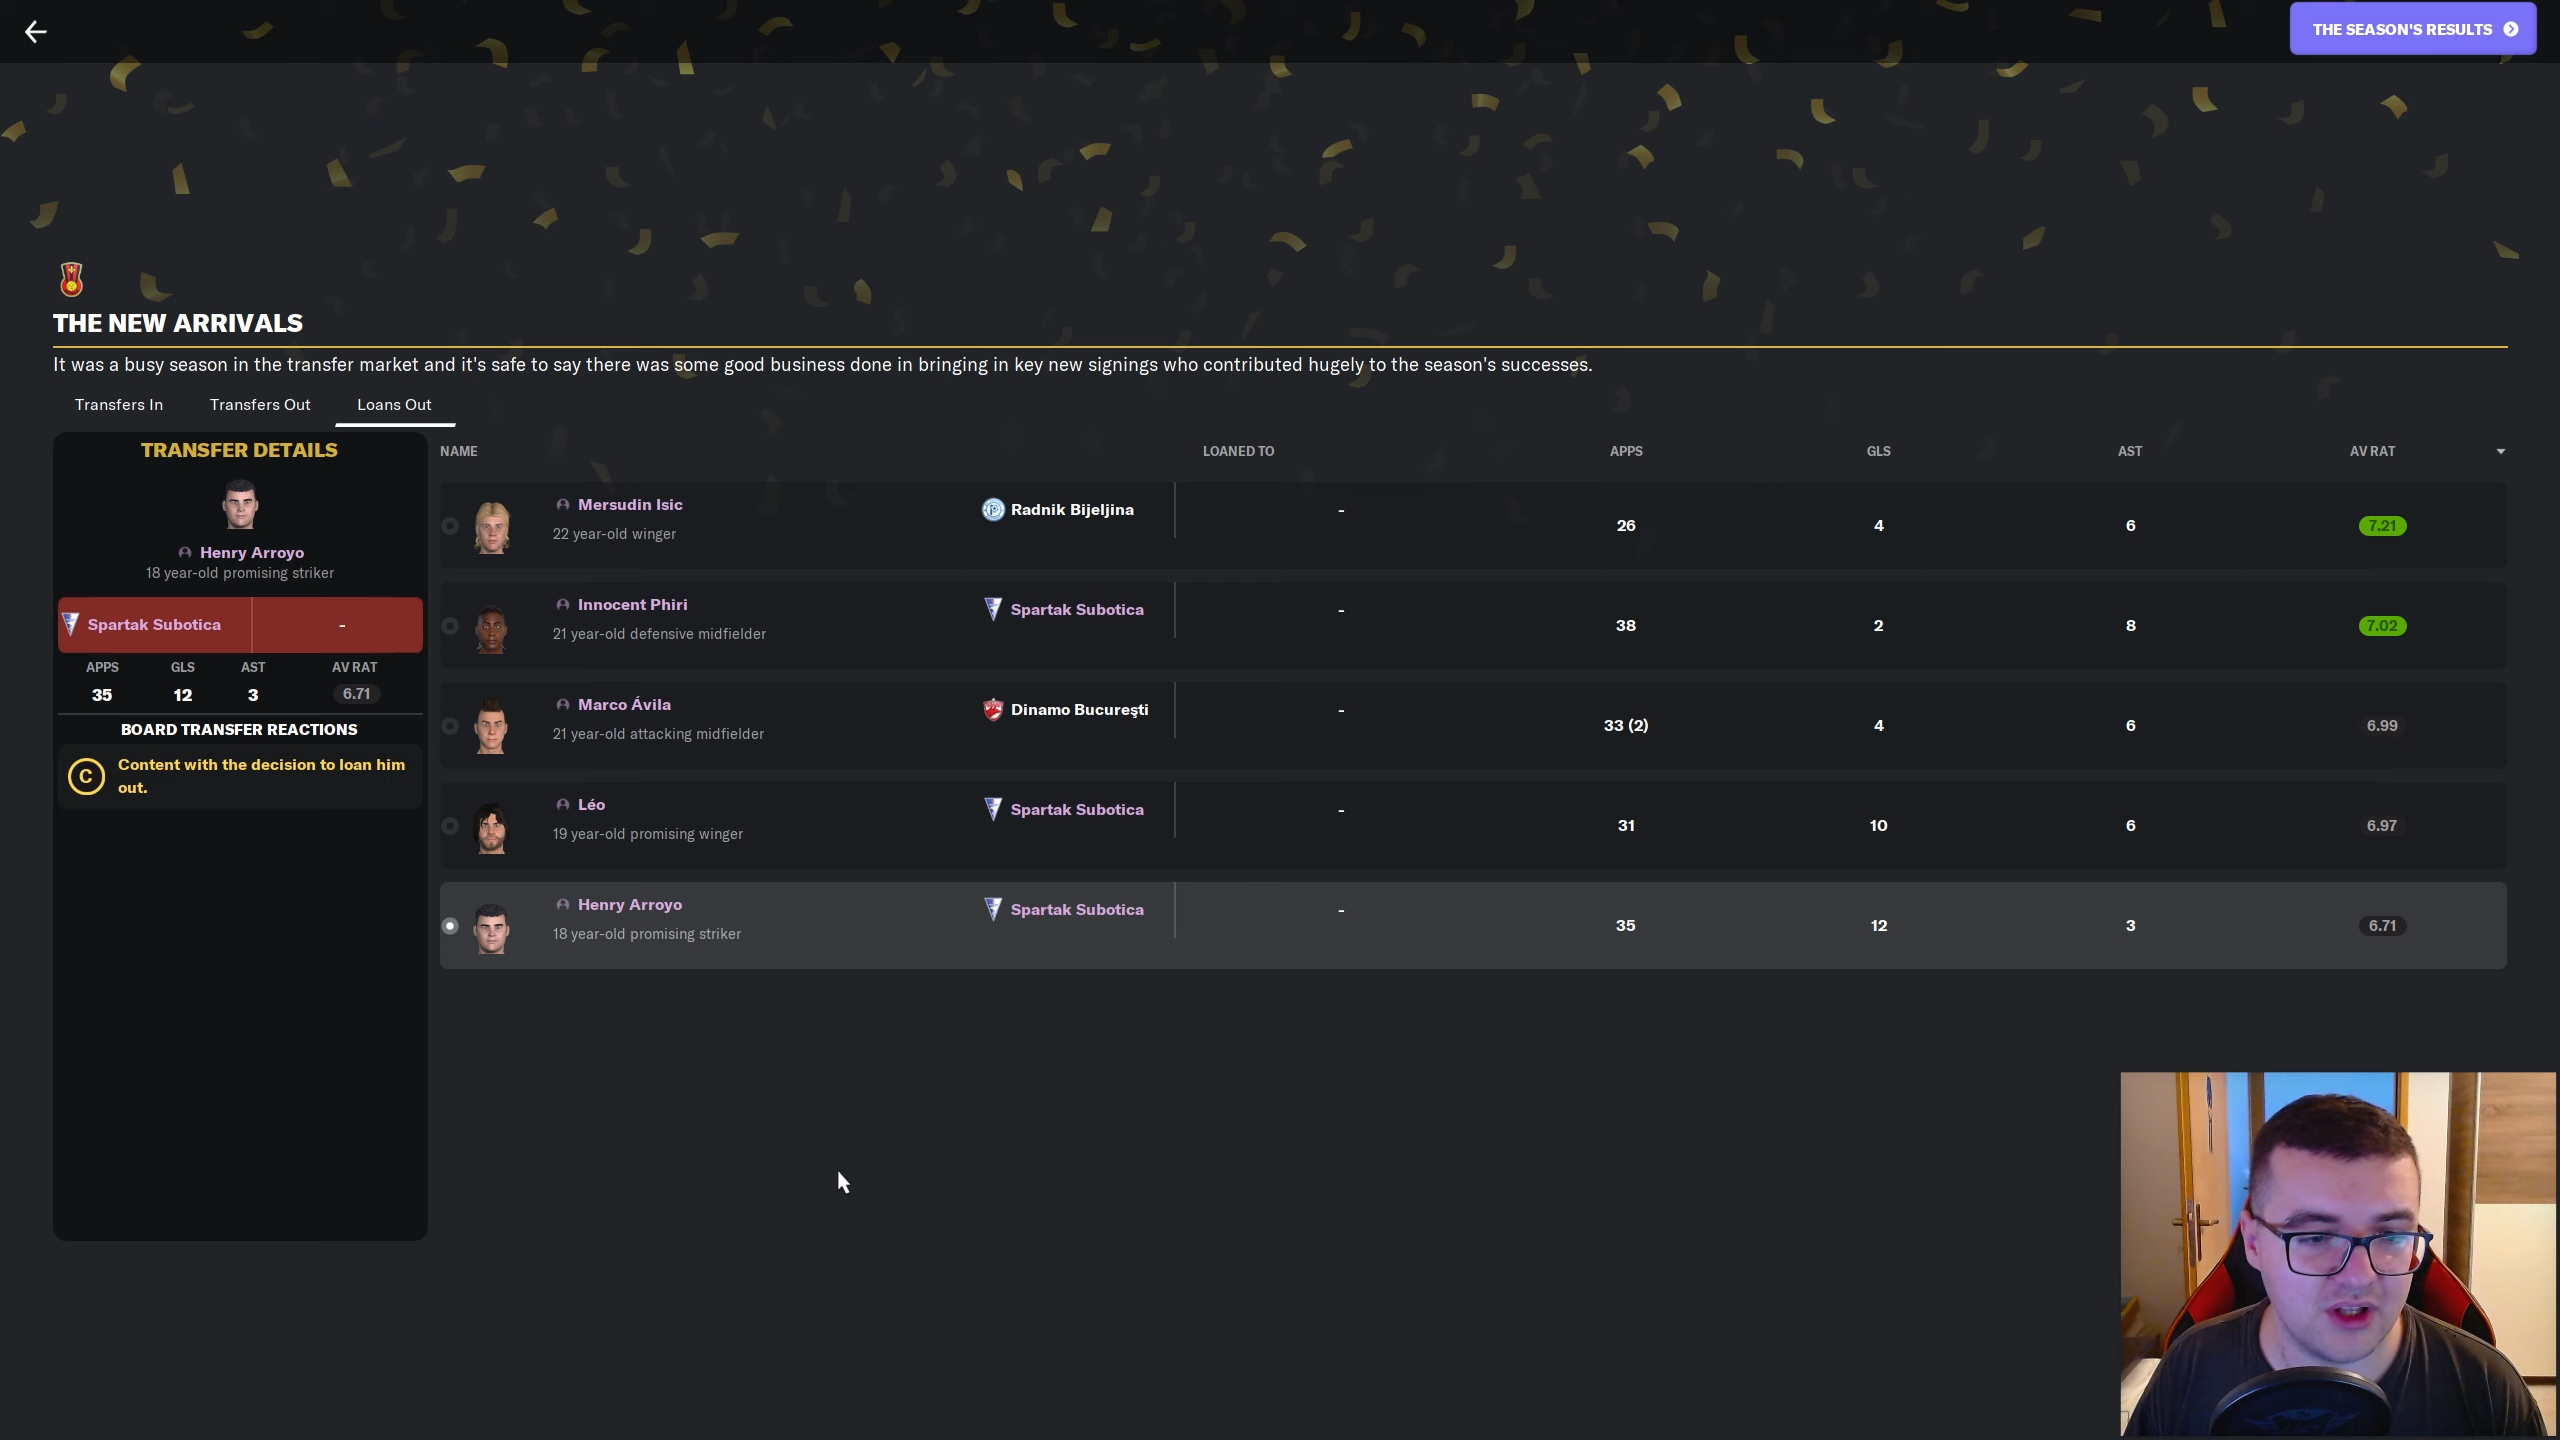 THE SEASON'S RESULTS
THE NEW ARRIVALS
It was a busy season in the transfer market and it's safe to say there was some good business done in bringing in key new signings who contributed hugely to the season's successes.
Transfers In Transfers Out Loans Out
TRANSFER DETAILS
Henry Arroyo
18 year-old promising striker
Spartak Subotica -
APPS GLS AST AV RAT
35 12 3 6.71
BOARD TRANSFER REACTIONS
C
Content with the decision to loan him
out.
NAME LOANED TO APPS GLS AST AV RAT
Mersudin Isic Radnik Bijeljina - 26 4 6 7.21
22 year-old winger
Innocent Phiri Spartak Subotica - 38 2 8 7.02
21 year-old defensive midfielder
Marco Ávila Dinamo București - 33 (2) 4 6 6.99
21 year-old attacking midfielder
Léo Spartak Subotica - 31 10 6 6.97
19 year-old promising winger
Henry Arroyo Spartak Subotica - 35 12 3 6.71
18 year-old promising striker